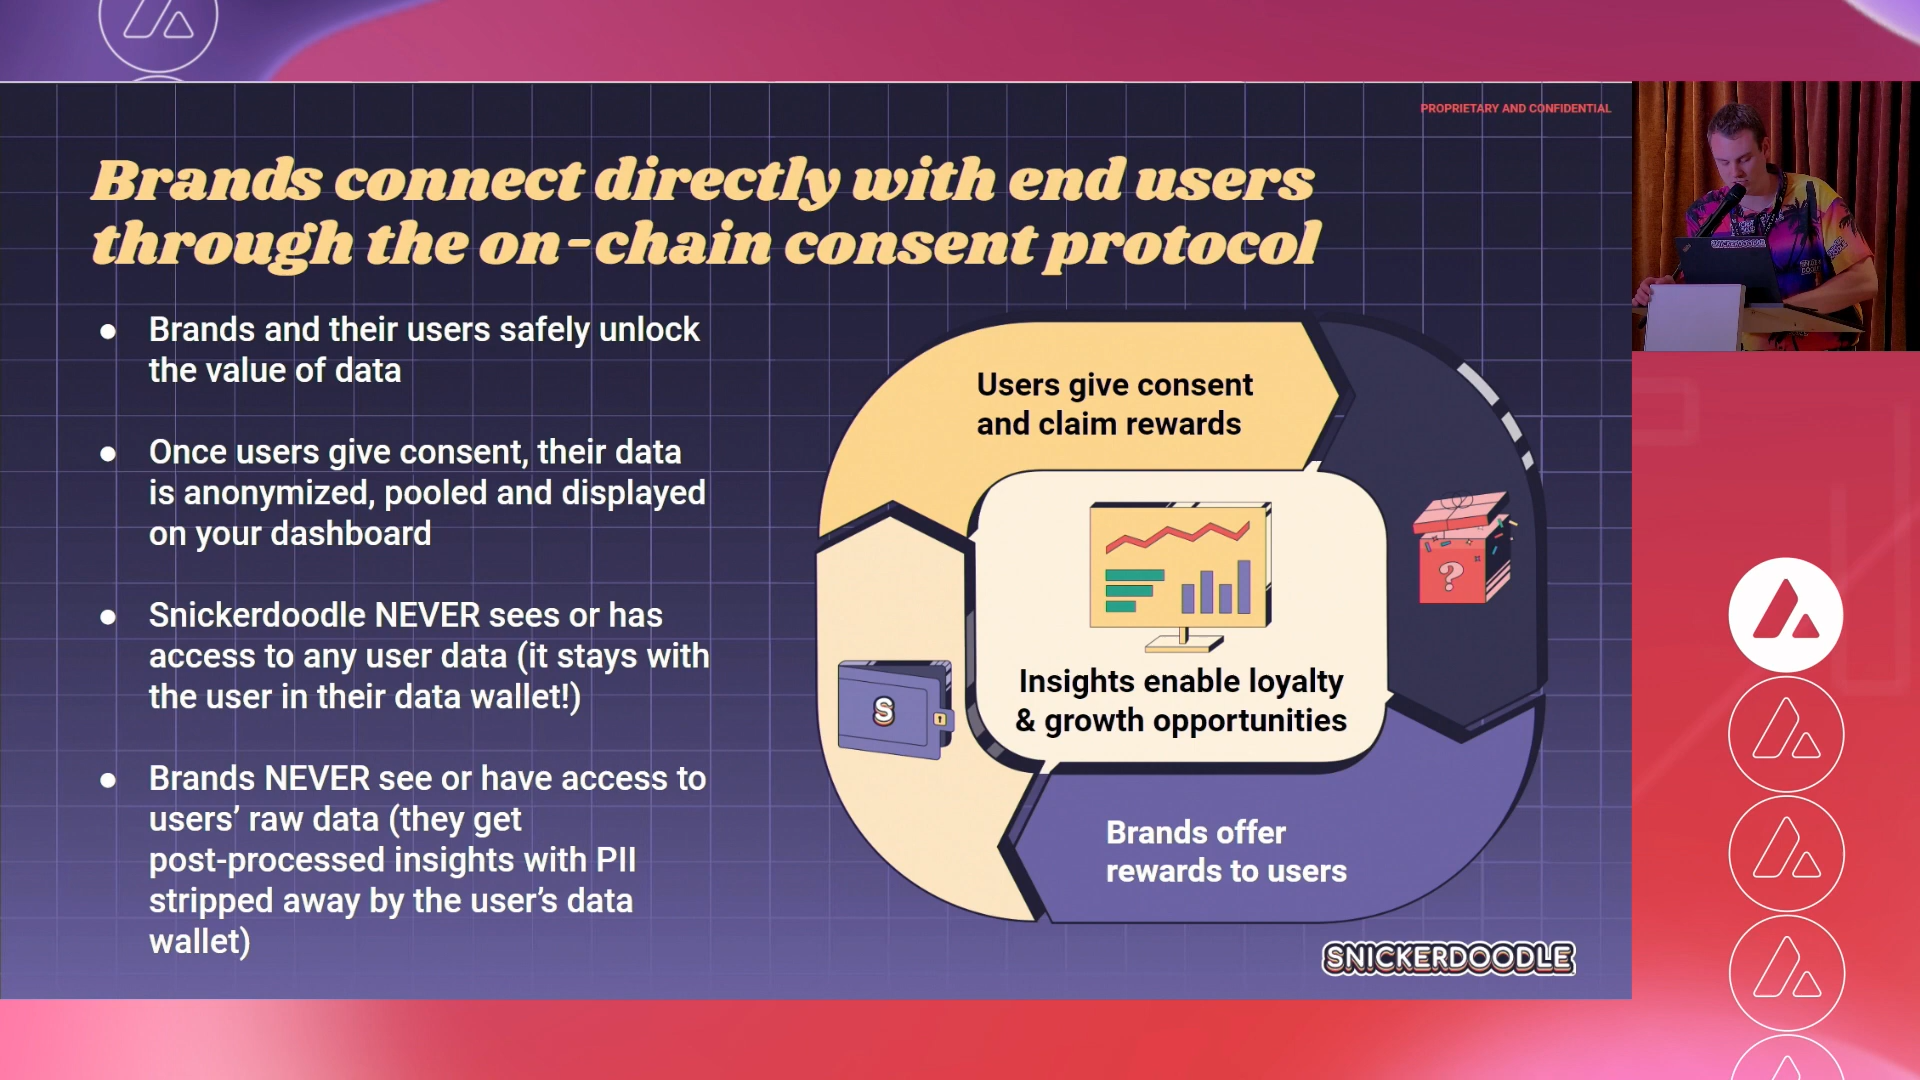 PROPRIETARY AND CONFIDENTIAL
Brands connect directly with end users
through the on-chain consent protocol
● Brands and their users safely unlock
the value of data
● Once users give consent, their data
is anonymized, pooled and displayed
on your dashboard
● Snickerdoodle NEVER sees or has
access to any user data (it stays with
the user in their data wallet!)
● Brands NEVER see or have access to
users’ raw data (they get
post-processed insights with PII
stripped away by the user’s data
wallet)
Users give consent
and claim rewards
?
S
Insights enable loyalty
& growth opportunities
Brands offer
rewards to users
SNICKERDOODLE
SNICKERDOODLE